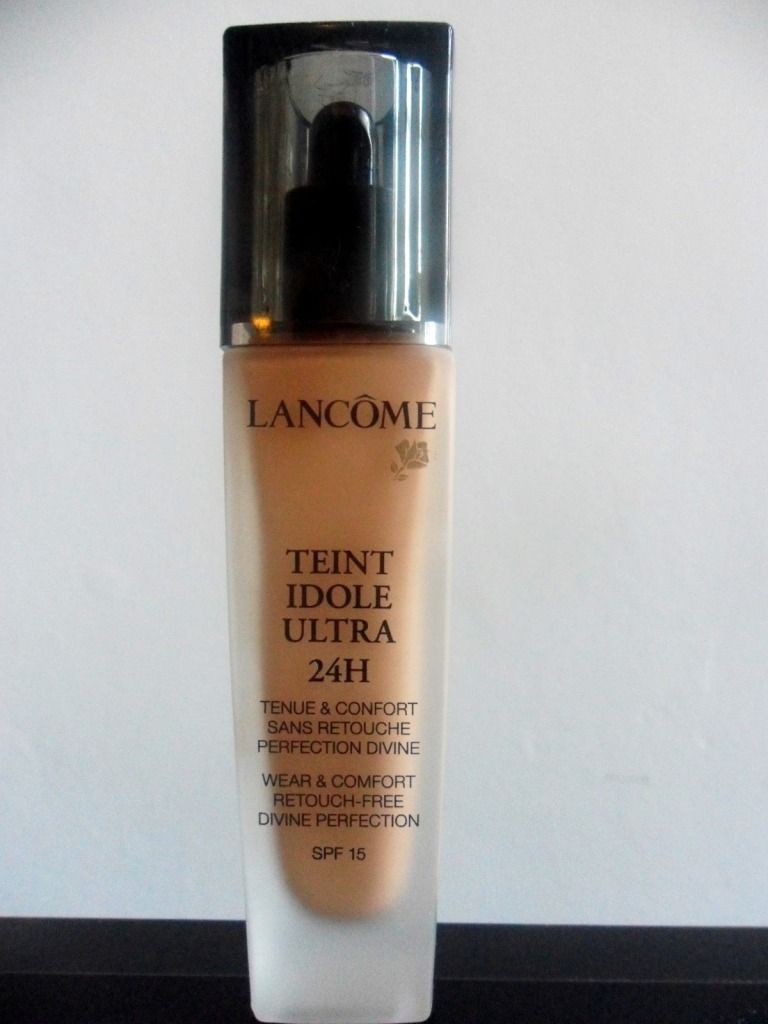 LANCÔME
TEINT
IDOLE
ULTRA
24H
TENUE & CONFORT
SANS RETOUCHE
PERFECTION DIVINE
WEAR & COMFORT
RETOUCH-FREE
DIVINE PERFECTION
SPF 15